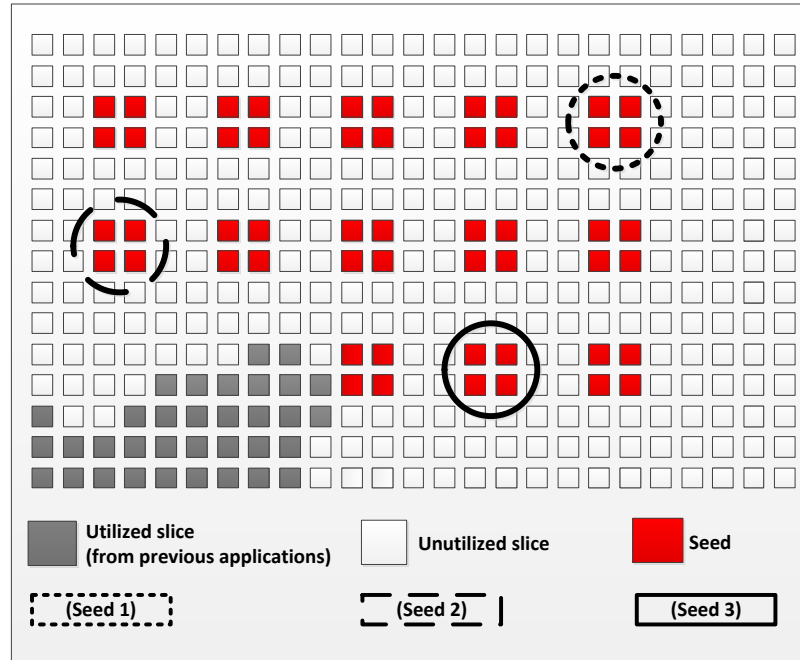 Utilized slice
(from previous applications)
Unutilized slice
Seed
(Seed 1)
(Seed 2)
(Seed 3)